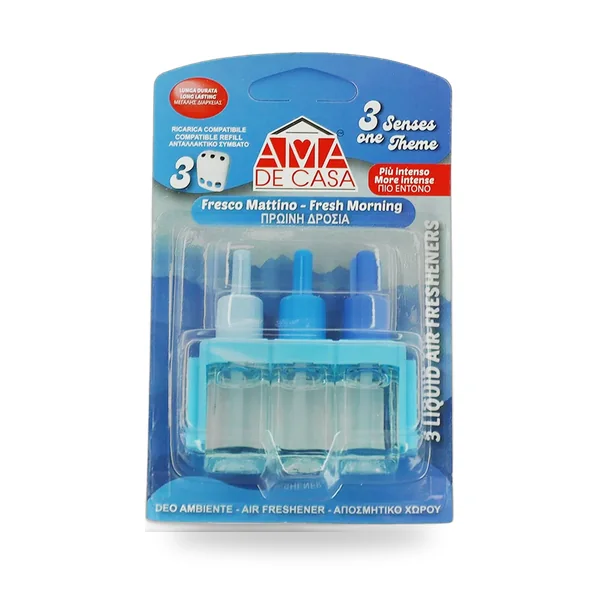 LUNGA DURATA
LONG LASTING
ΜΕΓΑΛΗΣ ΔΙΑΡΚΕΙΑΣ
RICARICA COMPATIBILE
COMPATIBLE REFILL
ΑΝΤΑΛΛΑΚΤΙΚΟ ΣΥΜΒΑΤΟ
3
AMA
DE CASA
3 Senses
one Theme
Più intenso
More intense
ΠΙΟ ΕΝΤΟΝΟ
Fresco Mattino - Fresh Morning
ΠΡΩΙΝΗ ΔΡΟΣΙΑ
3 LIQUID AIR FRESHENERS
DEO AMBIENTE - AIR FRESHENER - ΑΠΟΣΜΗΤΙΚΟ ΧΩΡΟΥ